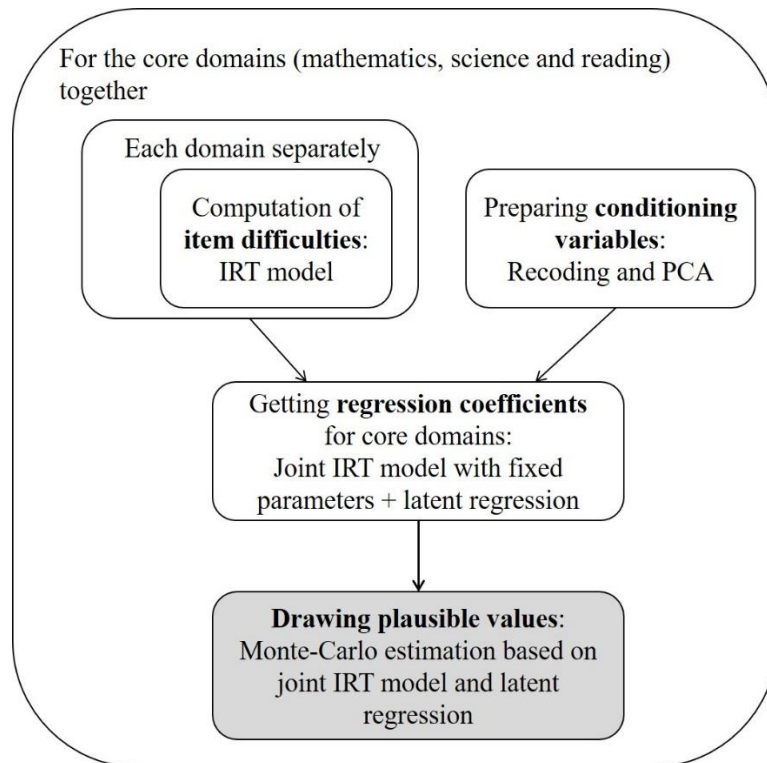 For the core domains (mathematics, science and reading)
together
Each domain separately
Computation of
item difficulties:
IRT model
Preparing conditioning
variables:
Recoding and PCA
Getting regression coefficients
for core domains:
Joint IRT model with fixed
parameters + latent regression
Drawing plausible values:
Monte-Carlo estimation based on
joint IRT model and latent
regression